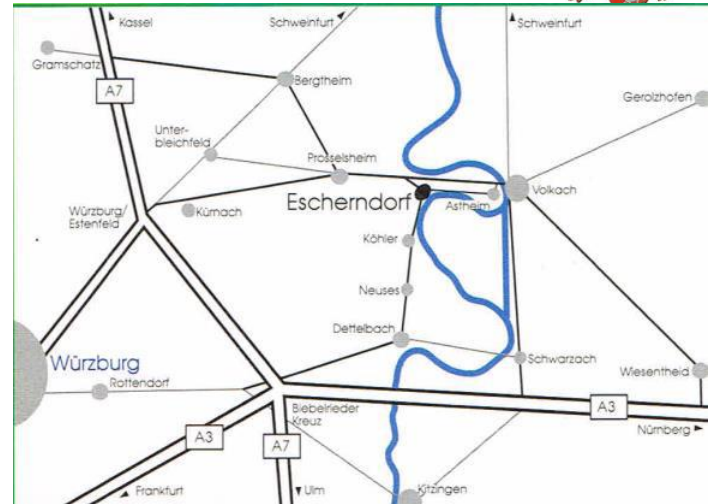 Kassel
Schweinfurt
Schweinfurt
Gramschatz
A7
Bergtheim
Gerolzhofen
Unter-
bleichfeld
Prosselsheim
Escherndorf
Astheim
Volkach
Würzburg/
Estenfeld
Kürnach
Köhler
Neuses
Dettelbach
Schwarzach
Würzburg
Rottendorf
Wiesentheid
Biebelrieder
Kreuz
A3
Nürnberg
A3
A7
Frankfurt
Ulm
Kitzingen